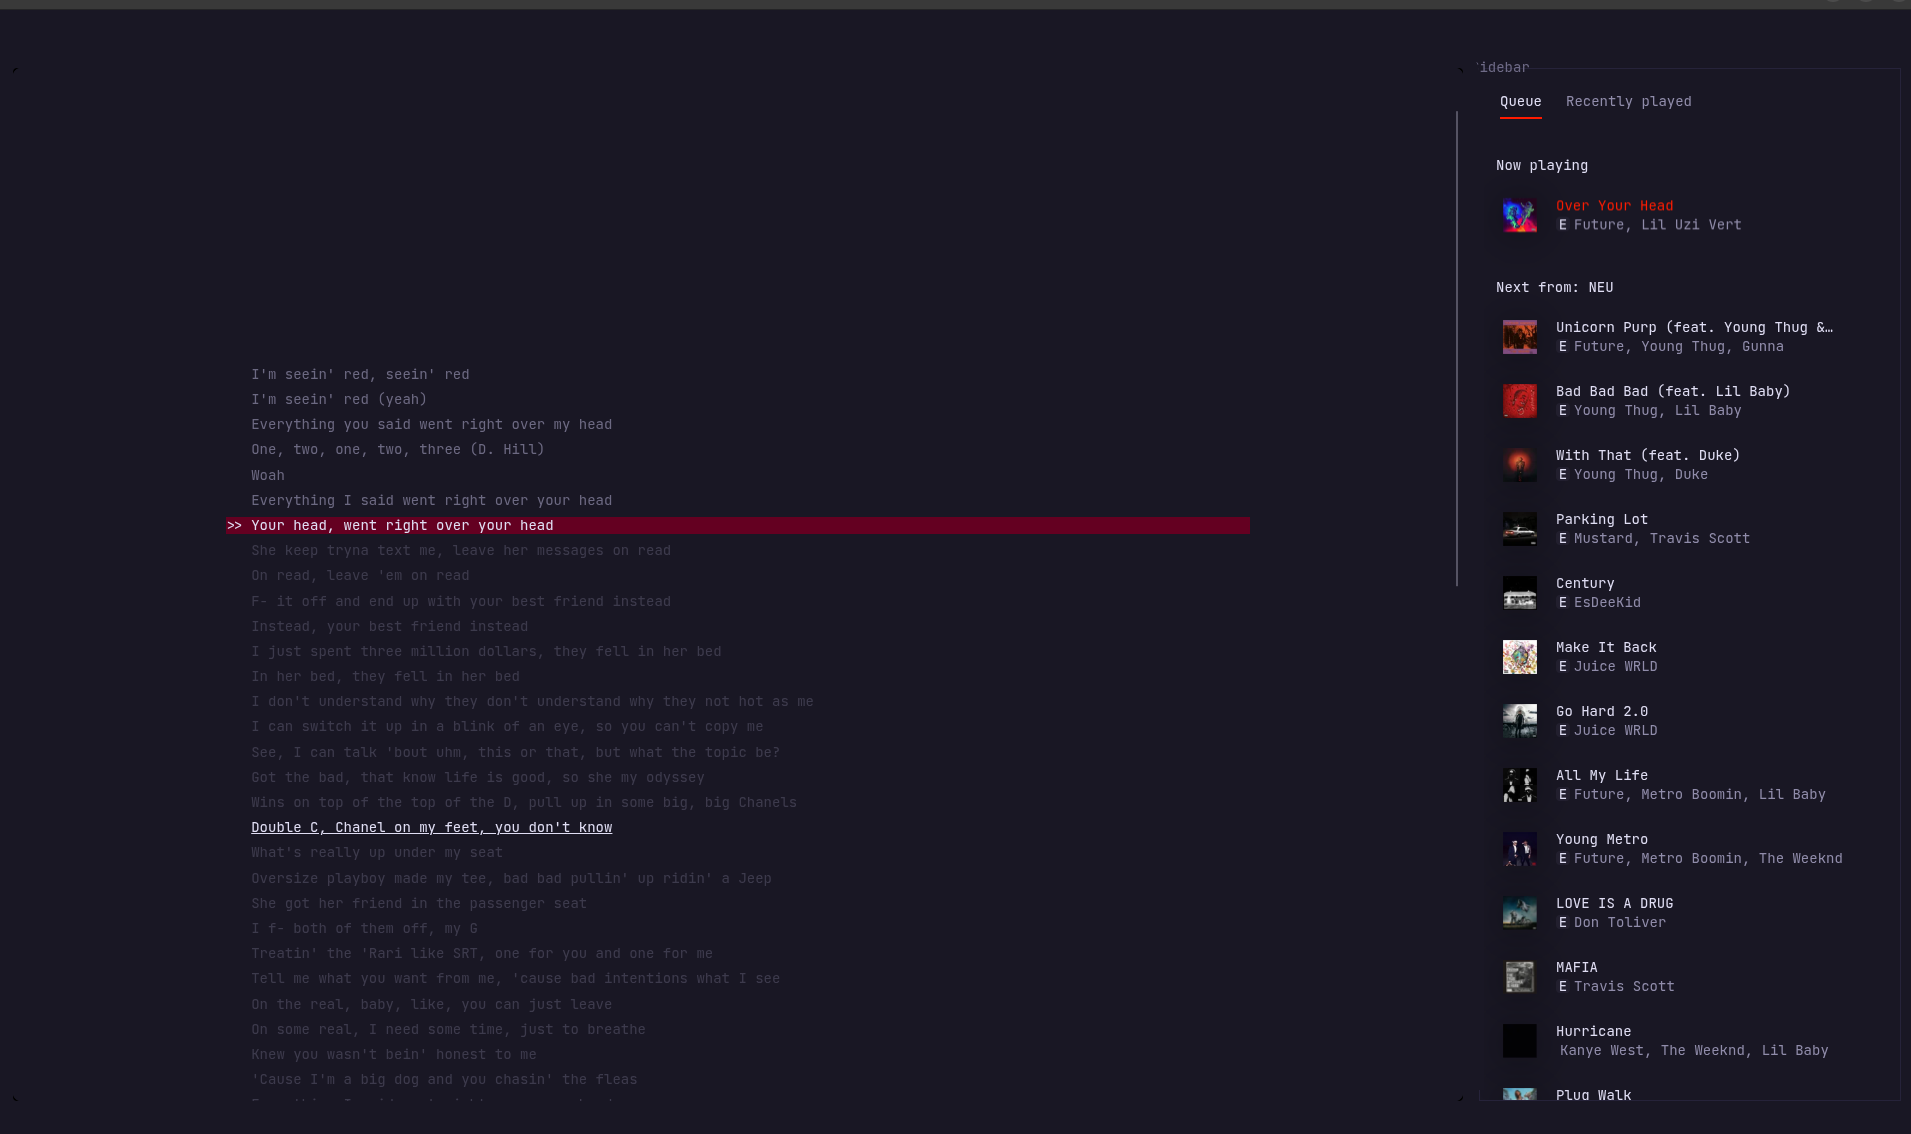 I'm seein' red, seein' red
I'm seein' red (yeah)
Everything you said went right over my head
One, two, one, two, three (D. Hill)
Woah
Everything I said went right over your head
>> Your head, went right over your head
She keep tryna text me, leave her messages on read
On read, leave 'em on read
F- it off and end up with your best friend instead
Instead, your best friend instead
I just spent three million dollars, they fell in her bed
In her bed, they fell in her bed
I don't understand why they don't understand why they not hot as me
I can switch it up in a blink of an eye, so you can't copy me
See, I can talk 'bout uhm, this or that, but what the topic be?
Got the bad, that know life is good, so she my odyssey
Wins on top of the top of the D, pull up in some big, big Chanels
Double C, Chanel on my feet, you don't know
What's really up under my seat
Oversize playboy made my tee, bad bad pullin' up ridin' a Jeep
She got her friend in the passenger seat
I f- both of them off, my G
Treatin' the 'Rari like SRT, one for you and one for me
Tell me what you want from me, 'cause bad intentions what I see
On the real, baby, like, you can just leave
On some real, I need some time, just to breathe
Knew you wasn't bein' honest to me
'Cause I'm a big dog and you chasin' the fleas
idebar
Queue Recently played
Now playing
Over Your Head
E Future, Lil Uzi Vert
Next from: NEU
Unicorn Purp (feat. Young Thug &…
E Future, Young Thug, Gunna
Bad Bad Bad (feat. Lil Baby)
E Young Thug, Lil Baby
With That (feat. Duke)
E Young Thug, Duke
Parking Lot
E Mustard, Travis Scott
Century
E EsDeeKid
Make It Back
E Juice WRLD
Go Hard 2.0
E Juice WRLD
All My Life
E Future, Metro Boomin, Lil Baby
Young Metro
E Future, Metro Boomin, The Weeknd
LOVE IS A DRUG
E Don Toliver
MAFIA
E Travis Scott
Hurricane
Kanye West, The Weeknd, Lil Baby
Plug Walk